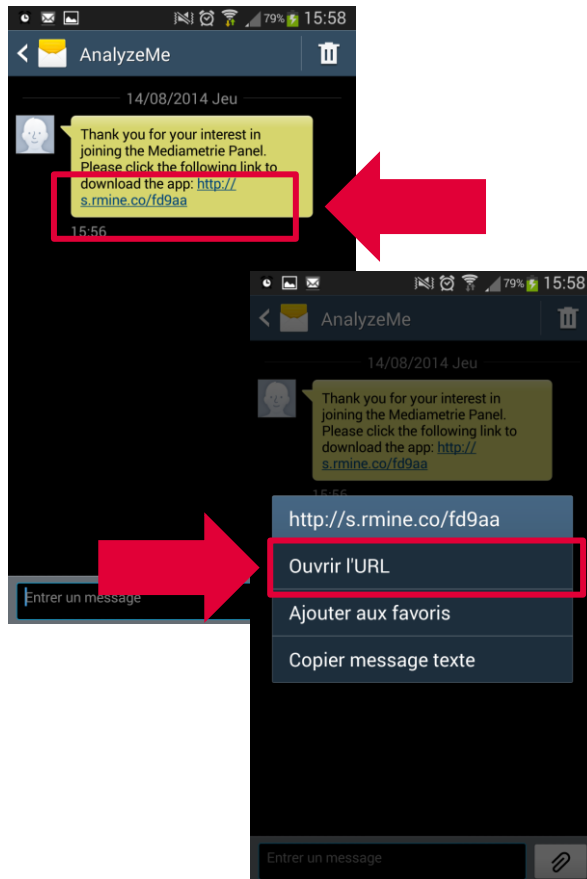 79% 15:58
AnalyzeMe
14/08/2014 Jeu
Thank you for your interest in
joining the Mediametrie Panel.
Please click the following link to
download the app: http://
s.rmine.co/fd9aa
15:56
Entrer un message
79% 15:58
AnalyzeMe
14/08/2014 Jeu
Thank you for your interest in
joining the Mediametrie Panel.
Please click the following link to
download the app: http://
s.rmine.co/fd9aa
15:56
http://s.rmine.co/fd9aa
Ouvrir l'URL
Ajouter aux favoris
Copier message texte
Entrer un message